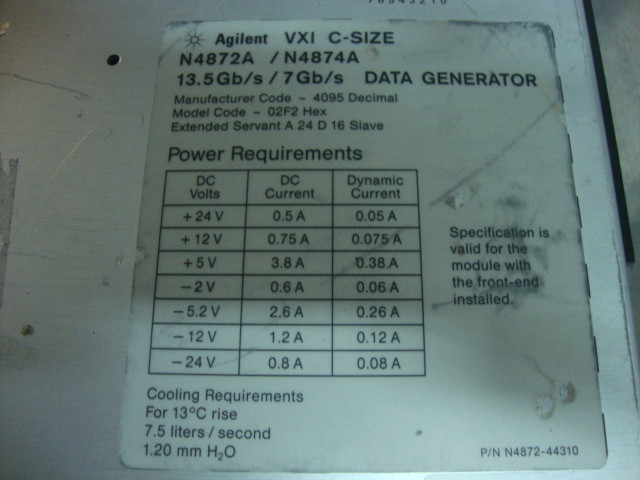 Agilent VXI C-SIZE
N4872A / N4874A
13.5Gb/s / 7Gb/s DATA GENERATOR
Manufacturer Code - 4095 Decimal
Model Code - 02F2 Hex
Extended Servant A 24 D 16 Slave
Power Requirements
DC Volts DC Current Dynamic Current
+24 V 0.5 A 0.05 A
+12 V 0.75 A 0.075 A
+5 V 3.8 A 0.38 A
-2 V 0.6 A 0.06 A
-5.2 V 2.6 A 0.26 A
-12 V 1.2 A 0.12 A
-24 V 0.8 A 0.08 A
Specification is
valid for the
module with
the front-end
installed.
Cooling Requirements
For 13°C rise
7.5 liters / second
1.20 mm H₂O
P/N N4872-44310